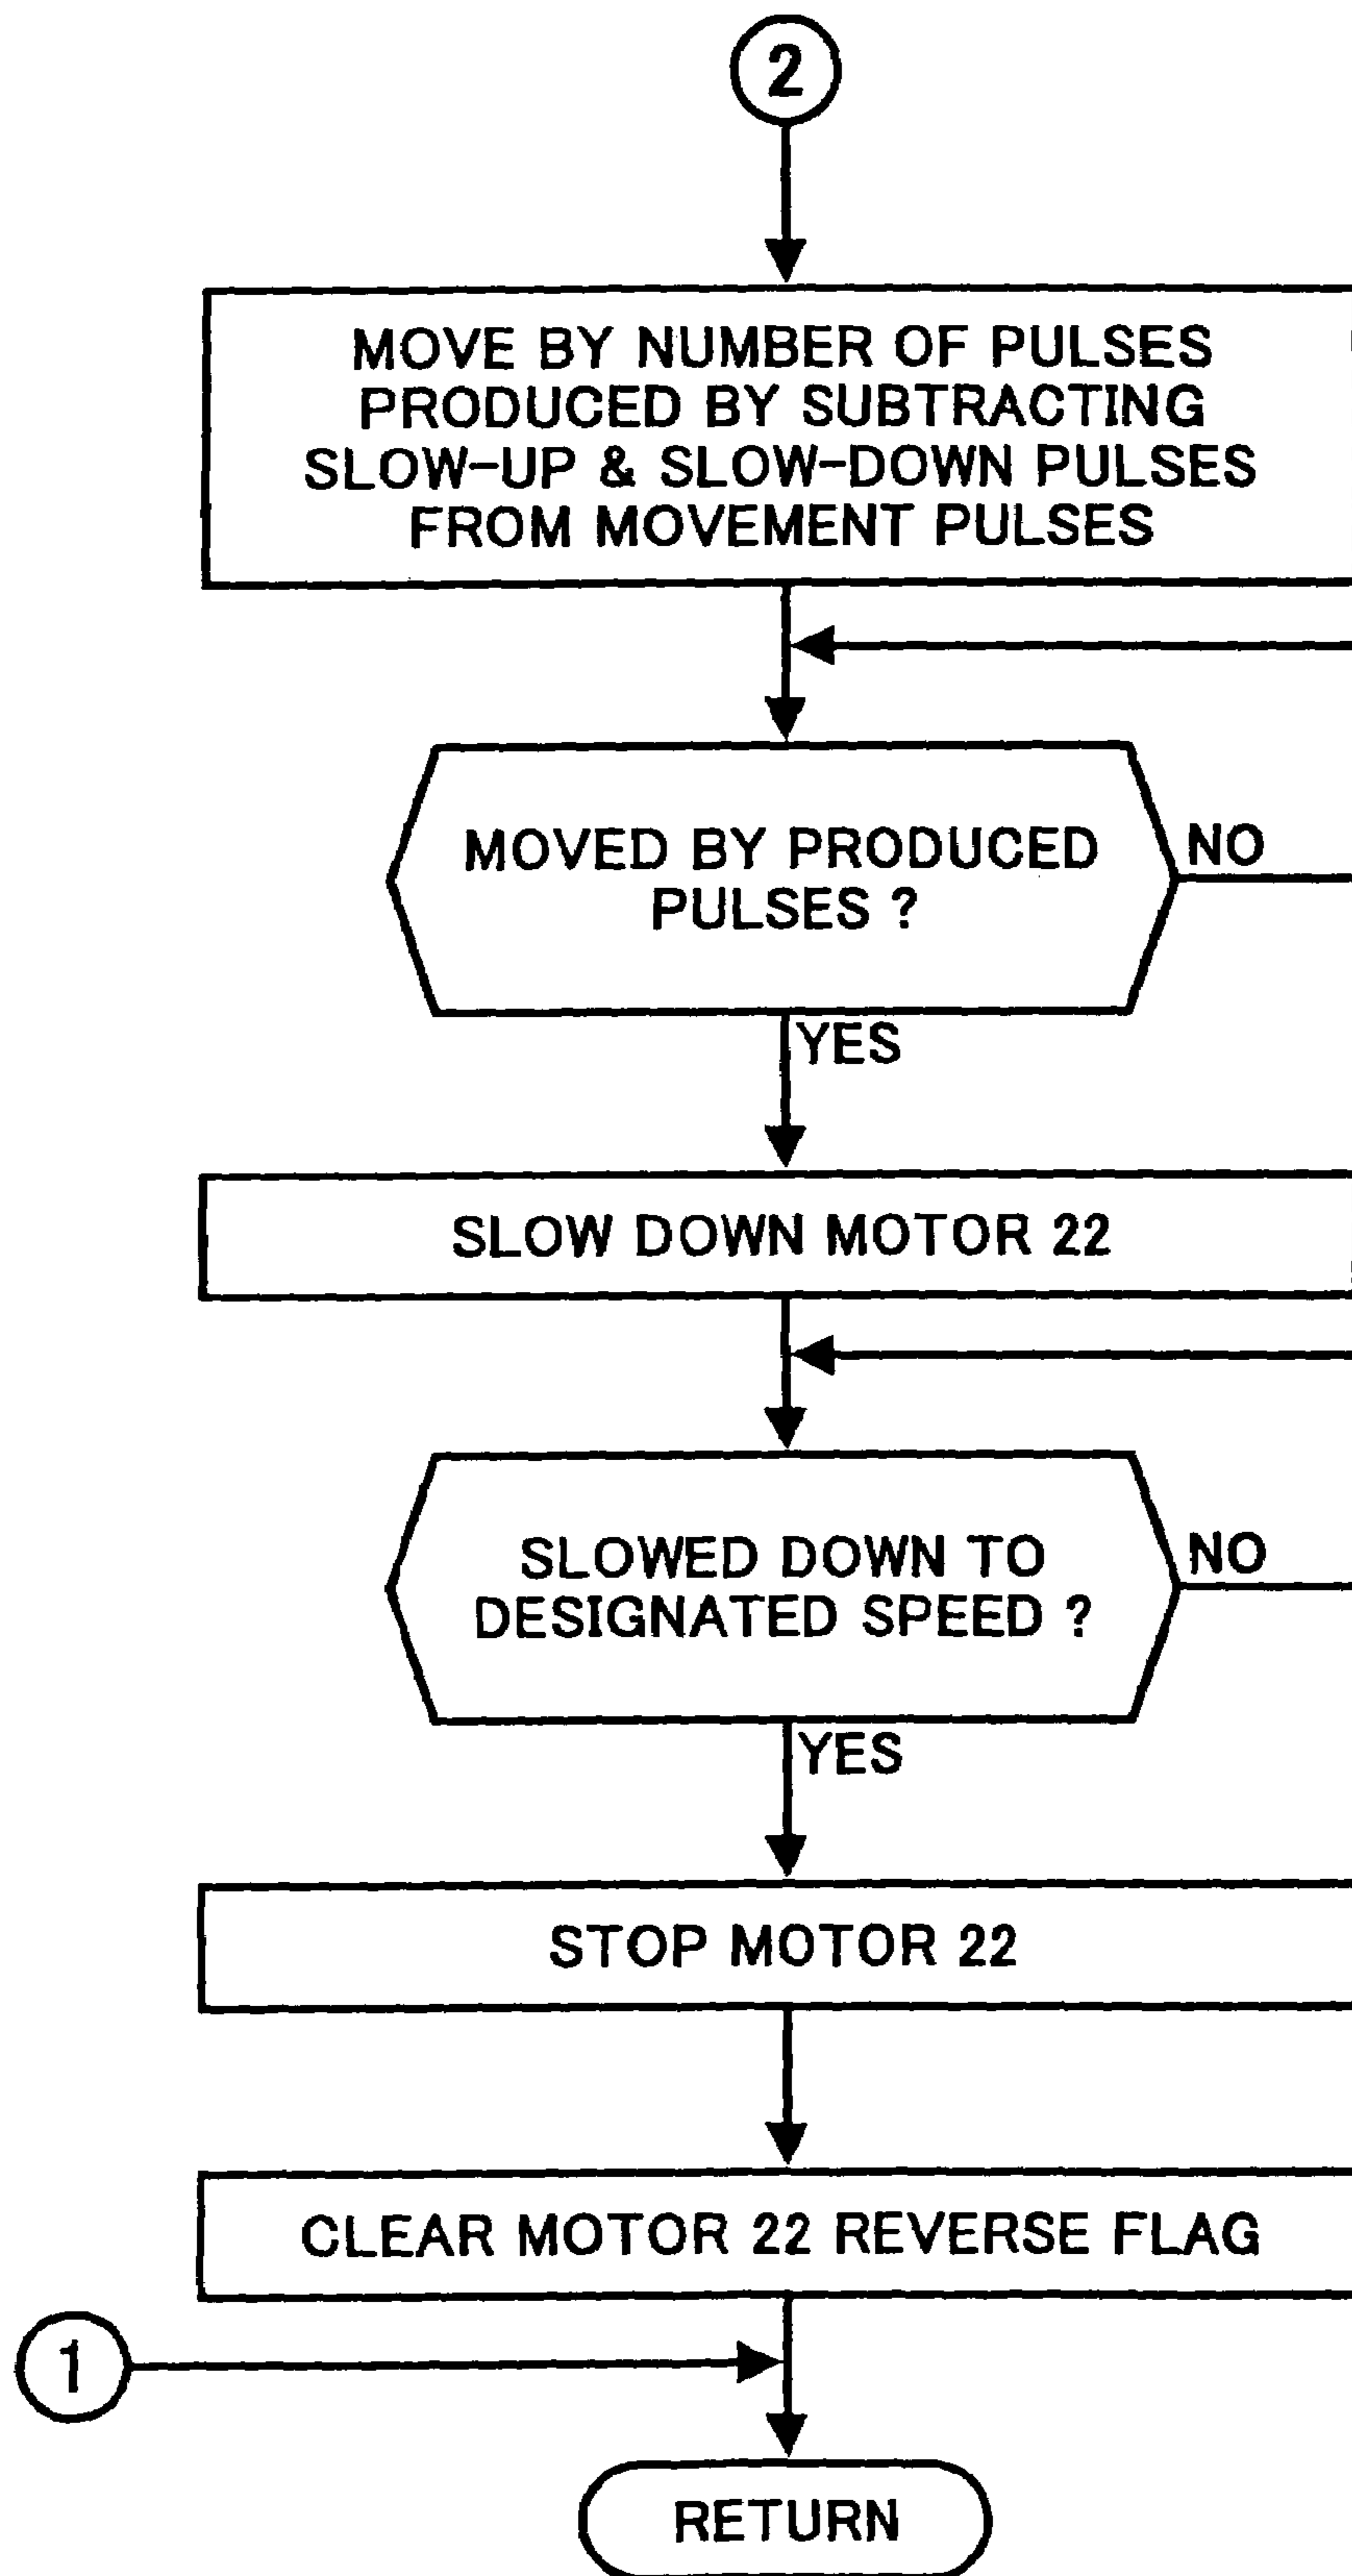 2
MOVE BY NUMBER OF PULSES
PRODUCED BY SUBTRACTING
SLOW-UP & SLOW-DOWN PULSES
FROM MOVEMENT PULSES
MOVED BY PRODUCED
PULSES ?
NO
YES
SLOW DOWN MOTOR 22
SLOWED DOWN TO
DESIGNATED SPEED ?
NO
YES
STOP MOTOR 22
CLEAR MOTOR 22 REVERSE FLAG
1
RETURN